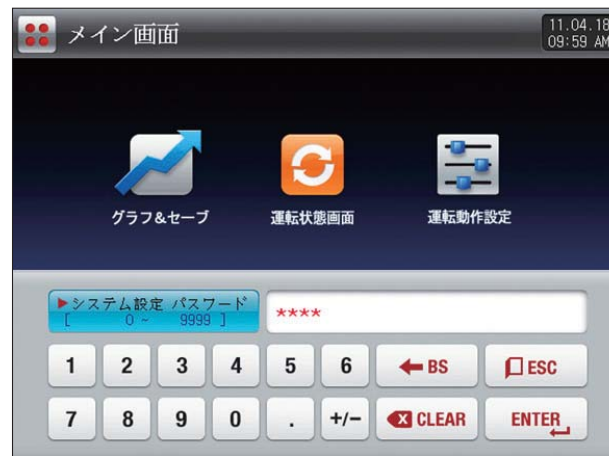 メイン画面
11.04.18
09:59 AM
グラフ&セーブ
運転状態画面
運転動作設定
▶システム設定 パスワード
[ 0 ~ 9999 ]
****
1 2 3 4 5 6 BS ESC
7 8 9 0 . +/− CLEAR ENTER